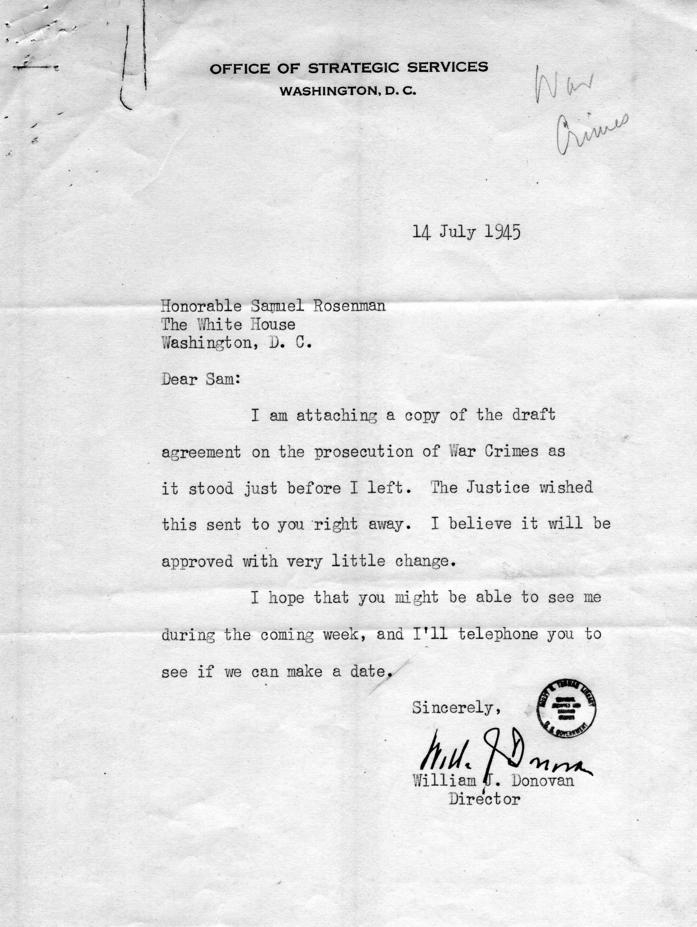 OFFICE OF STRATEGIC SERVICES
WASHINGTON, D. C.
War
Crimes
14 July 1945
Honorable Samuel Rosenman
The White House
Washington, D. C.
Dear Sam:
I am attaching a copy of the draft
agreement on the prosecution of War Crimes as
it stood just before I left. The Justice wished
this sent to you right away. I believe it will be
approved with very little change.
I hope that you might be able to see me
during the coming week, and I'll telephone you to
see if we can make a date.
Sincerely,
HARRY S. TRUMAN LIBRARY
U. S. GOVERNMENT
William J. Donovan
Director